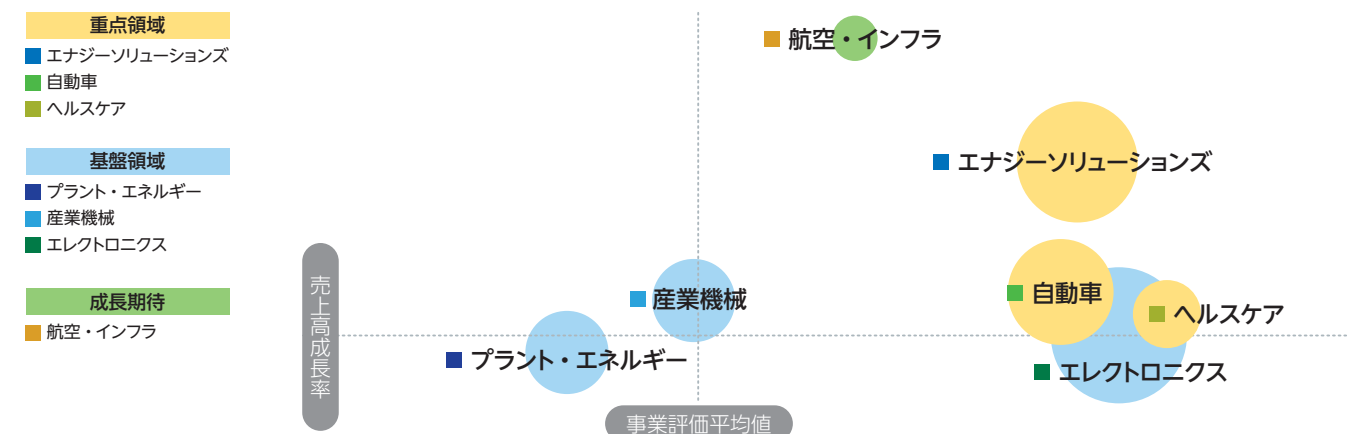 重点領域
エナジーソリューションズ
自動車
ヘルスケア
基盤領域
プラント・エネルギー
産業機械
エレクトロニクス
成長期待
航空・インフラ
航空・インフラ
エナジーソリューションズ
自動車
ヘルスケア
産業機械
プラント・エネルギー
エレクトロニクス
売上高成長率
事業評価平均値